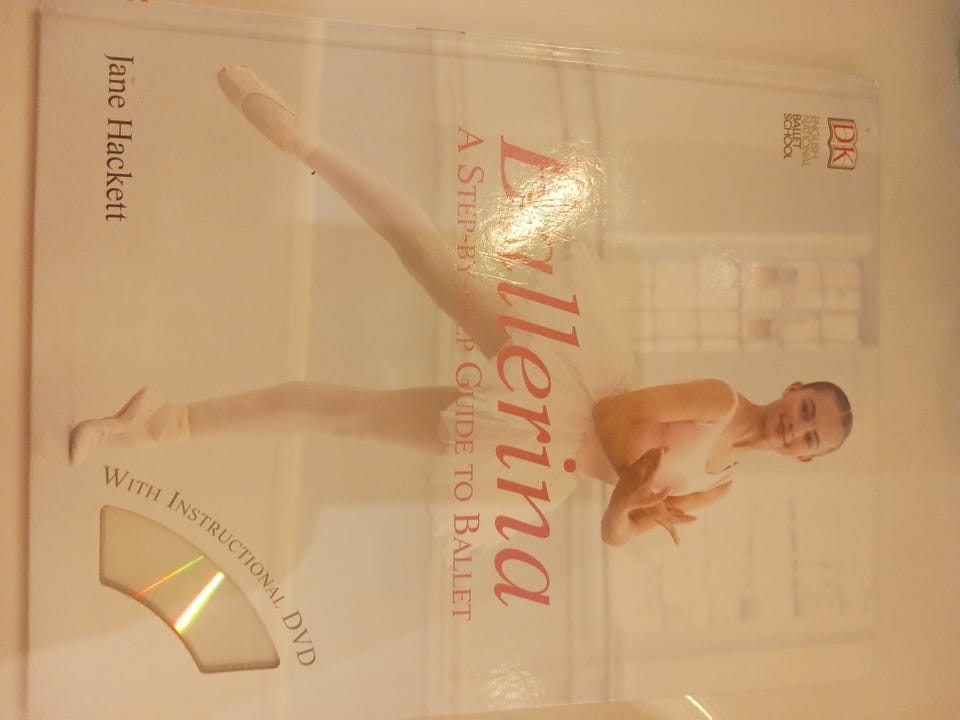 DK
ENGLISH
NATIONAL
BALLET
SCHOOL
Ballerina
A STEP-BY-STEP GUIDE TO BALLET
WITH INSTRUCTIONAL DVD
Jane Hackett